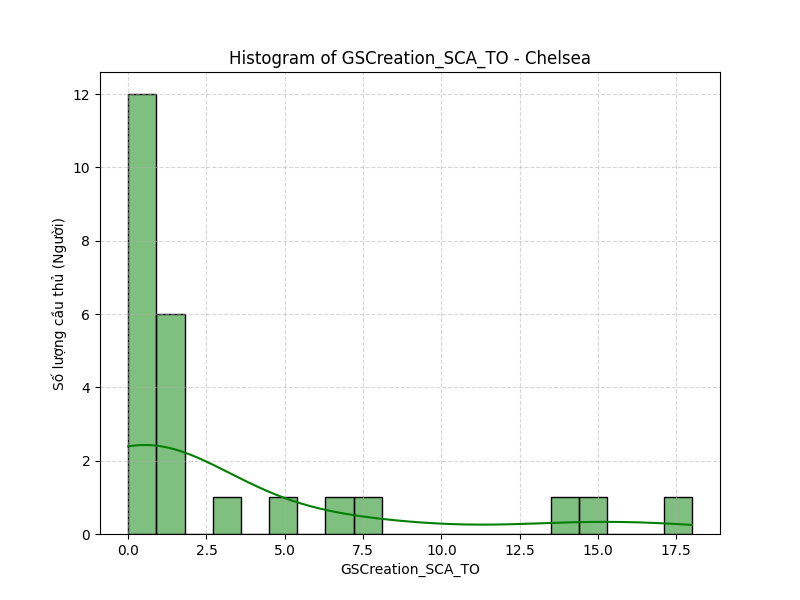 Histogram of GSCreation_SCA_TO - Chelsea
12
10
8
6
4
2
0
Số lượng cầu thủ (Người)
0.0 2.5 5.0 7.5 10.0 12.5 15.0 17.5
GSCreation_SCA_TO